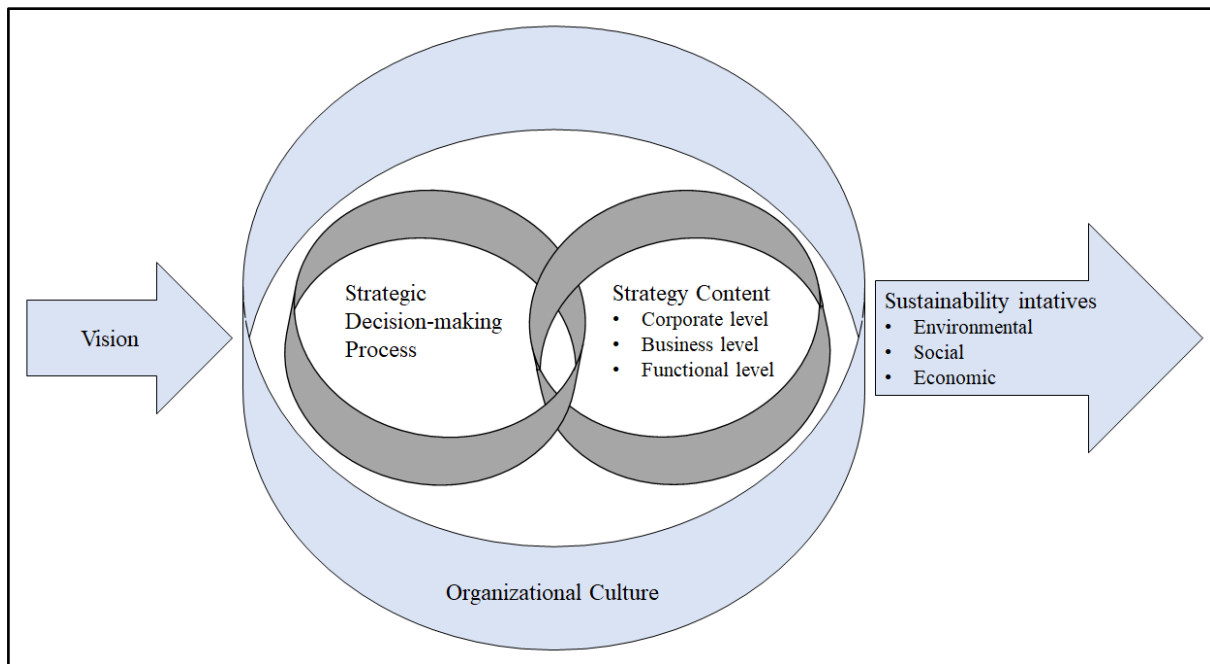 Vision
Strategic
Decision-making
Process
Strategy Content
• Corporate level
• Business level
• Functional level
Sustainability intatives
• Environmental
• Social
• Economic
Organizational Culture